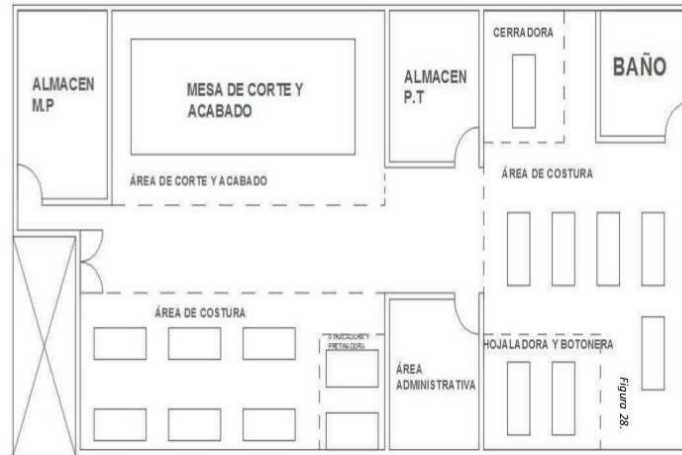 CERRADORA
ALMACEN
M.P
MESA DE CORTE Y
ACABADO
ALMACEN
P.T
BAÑO
ÁREA DE CORTE Y ACABADO
ÁREA DE COSTURA
ÁREA DE COSTURA
PRETINADORA
HOJALADORA Y BOTONERA
ÁREA
ADMINISTRATIVA
Figura 28.